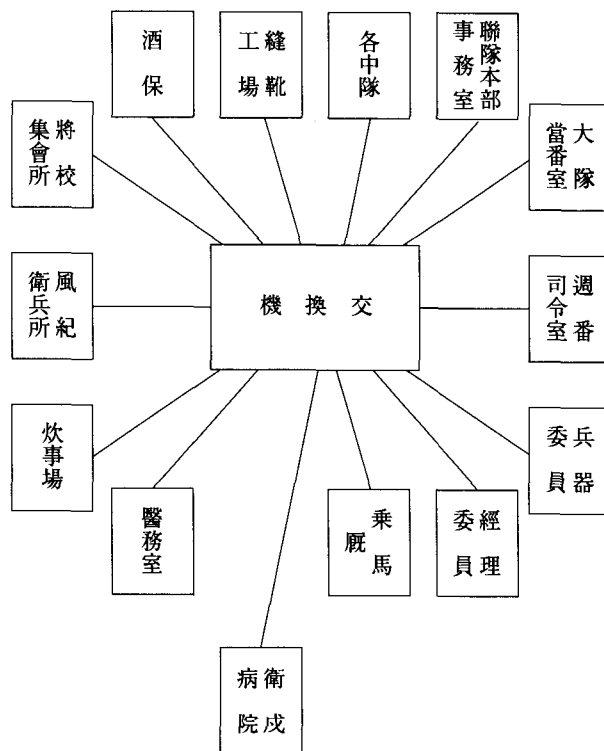 聯隊本部
事務室
各中隊
縫靴
工場
酒保
大隊
當番室
將校
集會所
週番
司令室
交換機
風紀
衛兵所
兵器
委員
炊事場
經理
委員
乗馬
厩
醫務室
衛戍
病院